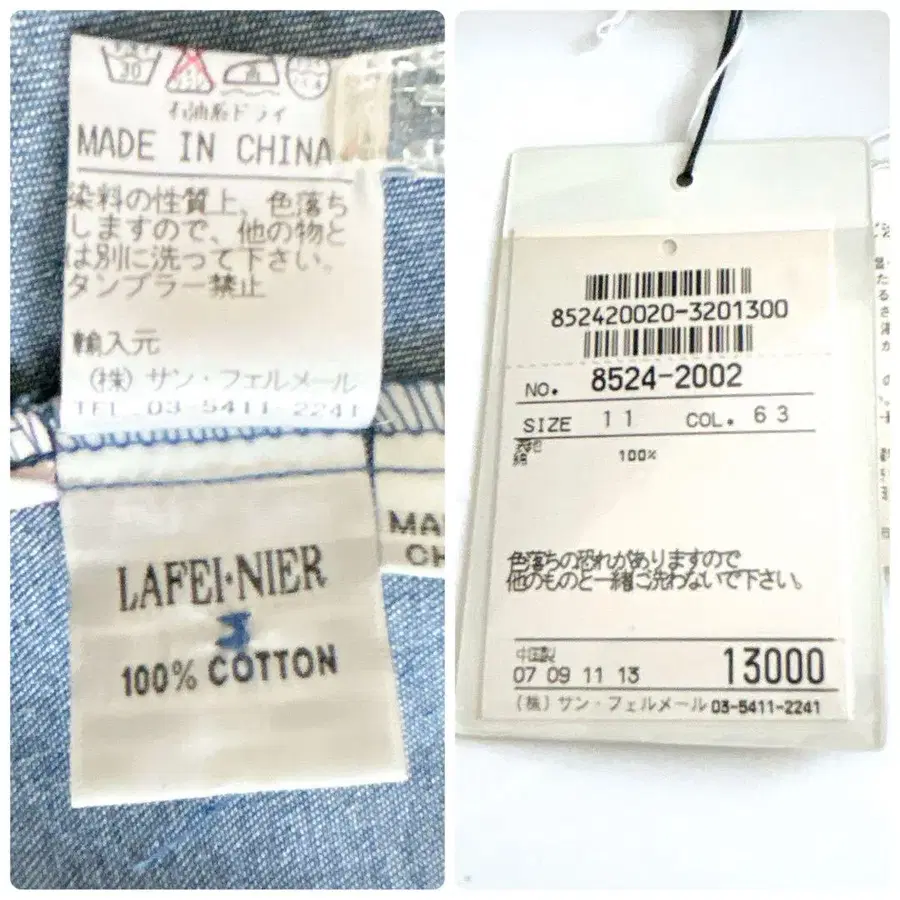 30
高
石油系ドライ
MADE IN CHINA
染料の性質上、色落ち
しますので、他の物と
は別に洗って下さい。
タンブラー禁止
輸入元
(株) サン・フェルメール
TEL 03-5411-2241
LAFEI·NIER
3
100% COTTON
MA
CH
852420020-3201300
NO. 8524-2002
SIZE 11 COL. 63
表地
綿 100%
色落ちの恐れがありますので
他のものと一緒に洗わないで下さい。
中国製
07 09 11 13 13000
(株) サン・フェルメール 03-5411-2241